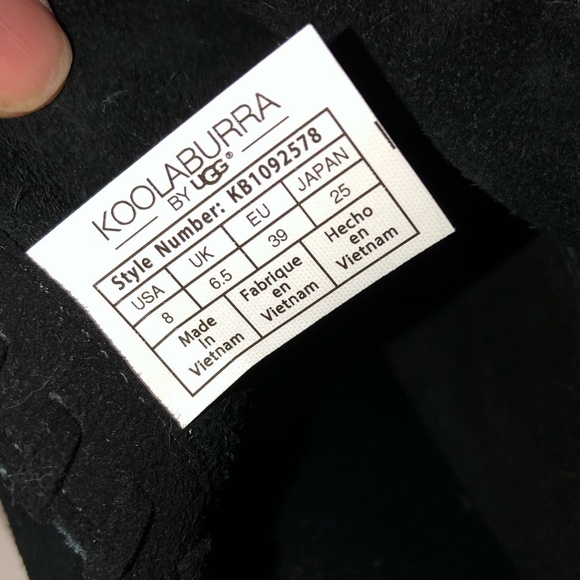 KOOLABURRA
BY UGG®
Style Number: KB1092578
USA UK EU JAPAN
8 6.5 39 25
Made in Vietnam
Fabrique en Vietnam
Hecho en Vietnam